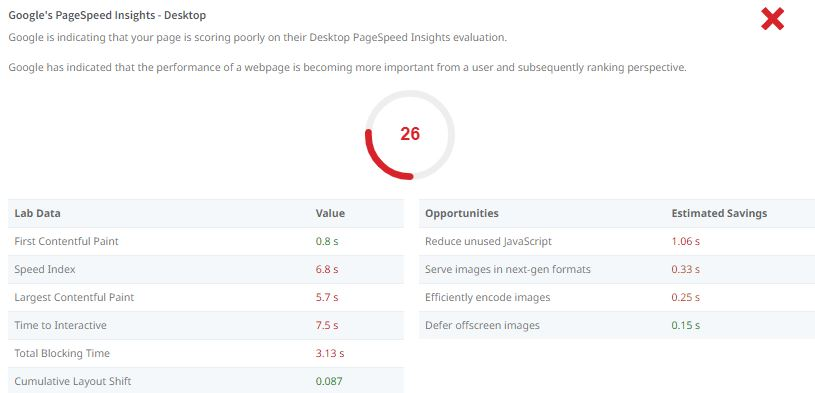 Google's PageSpeed Insights - Desktop
Google is indicating that your page is scoring poorly on their Desktop PageSpeed Insights evaluation.
Google has indicated that the performance of a webpage is becoming more important from a user and subsequently ranking perspective.
26
Lab Data Value
First Contentful Paint 0.8 s
Speed Index 6.8 s
Largest Contentful Paint 5.7 s
Time to Interactive 7.5 s
Total Blocking Time 3.13 s
Cumulative Layout Shift 0.087
Opportunities Estimated Savings
Reduce unused JavaScript 1.06 s
Serve images in next-gen formats 0.33 s
Efficiently encode images 0.25 s
Defer offscreen images 0.15 s